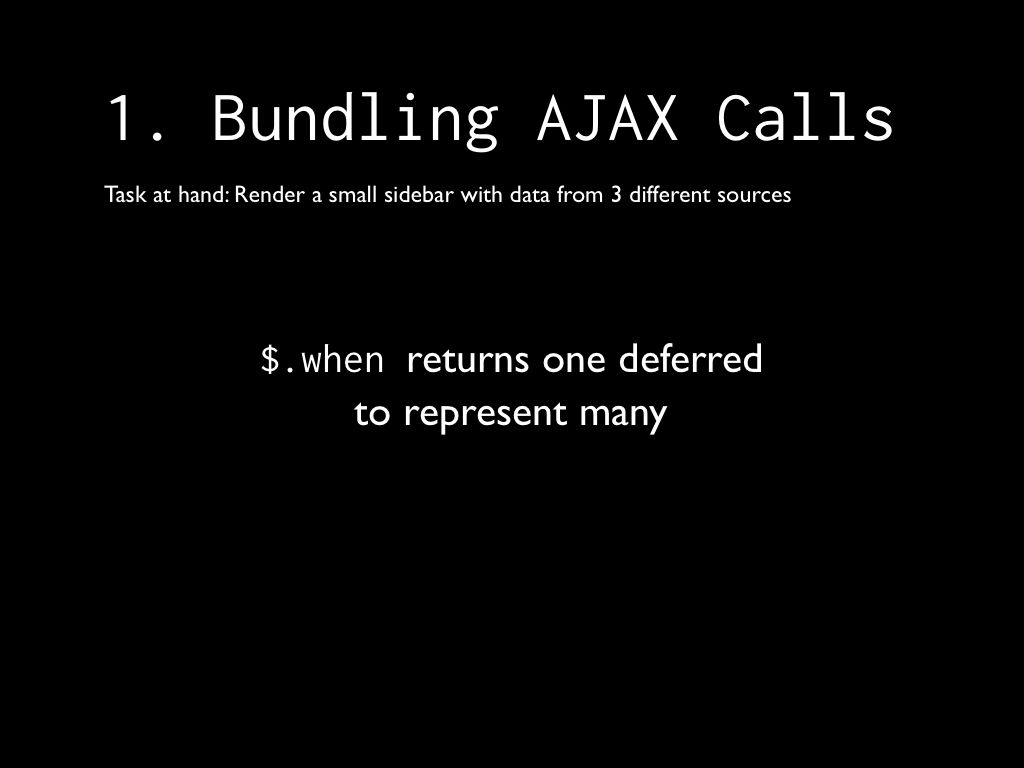 1. Bundling AJAX Calls
Task at hand: Render a small sidebar with data from 3 different sources
$.when returns one deferred
to represent many